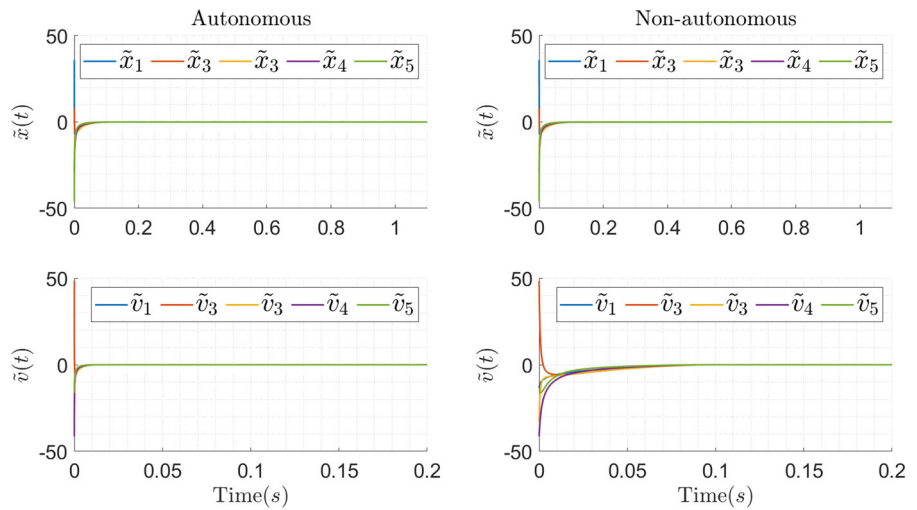 Autonomous
50
x̃₁ x̃₃ x̃₃ x̃₄ x̃₅
x̃(t)
0
-50
0 0.2 0.4 0.6 0.8 1
Non-autonomous
50
x̃₁ x̃₃ x̃₃ x̃₄ x̃₅
x̃(t)
0
-50
0 0.2 0.4 0.6 0.8 1
50
ṽ₁ ṽ₃ ṽ₃ ṽ₄ ṽ₅
ṽ(t)
0
-50
0 0.05 0.1 0.15 0.2
Time(s)
50
ṽ₁ ṽ₃ ṽ₃ ṽ₄ ṽ₅
ṽ(t)
0
-50
0 0.05 0.1 0.15 0.2
Time(s)